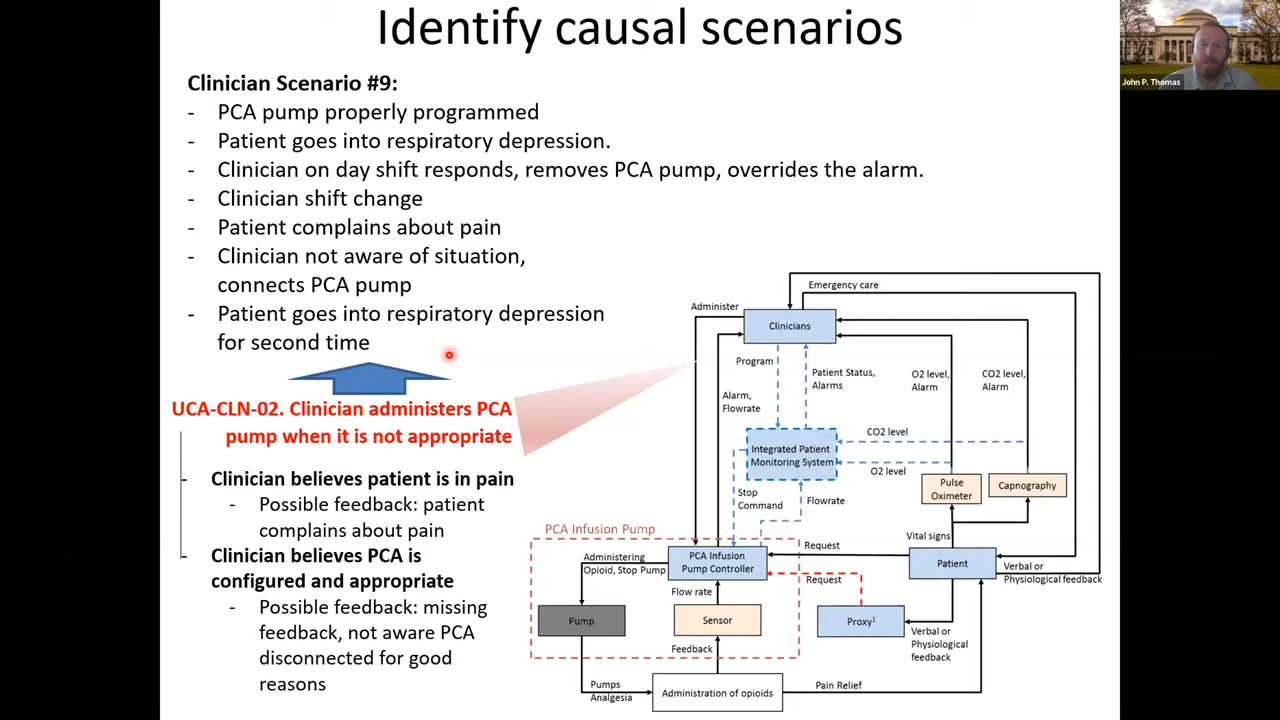 Identify causal scenarios
John P. Thomas
Clinician Scenario #9:
- PCA pump properly programmed
- Patient goes into respiratory depression.
- Clinician on day shift responds, removes PCA pump, overrides the alarm.
- Clinician shift change
- Patient complains about pain
- Clinician not aware of situation,
connects PCA pump
- Patient goes into respiratory depression
for second time
UCA-CLN-02. Clinician administers PCA
pump when it is not appropriate
- Clinician believes patient is in pain
- Possible feedback: patient
complains about pain
- Clinician believes PCA is
configured and appropriate
- Possible feedback: missing
feedback, not aware PCA
disconnected for good
reasons
Emergency care
Administer
Clinicians
Program
Patient Status,
Alarms
O2 level,
Alarm
CO2 level,
Alarm
Alarm,
Flowrate
CO2 level
Integrated Patient
Monitoring System
O2 level
Pulse
Oximeter
Capnography
Stop
Command
Flowrate
PCA Infusion Pump
Vital signs
Request
Administering
Opioid, Stop Pump
PCA Infusion
Pump Controller
Patient
Verbal or
Physiological feedback
Request
Flow rate
Pump
Sensor
Proxy1
Verbal or
Physiological
feedback
Feedback
Pumps
Analgesia
Administration of opioids
Pain Relief